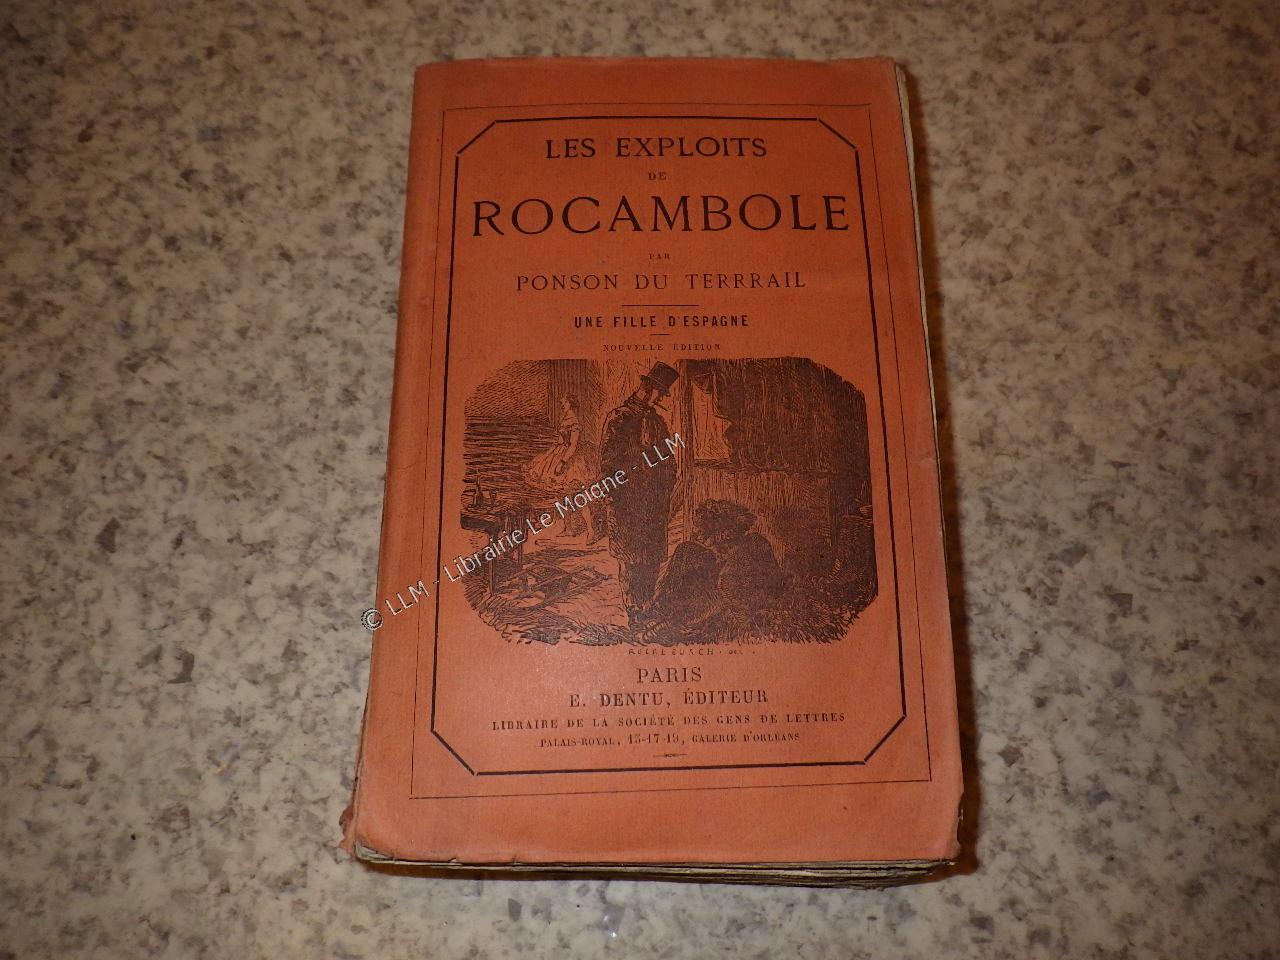 LES EXPLOITS
DE
ROCAMBOLE
PAR
PONSON DU TERRRAIL
UNE FILLE D'ESPAGNE
NOUVELLE ÉDITION
© LLM - Librairie Le Moigne - LLM
PARIS
E. DENTU, ÉDITEUR
LIBRAIRE DE LA SOCIÉTÉ DES GENS DE LETTRES
PALAIS-ROYAL, 15-17-19, GALERIE D'ORLÉANS